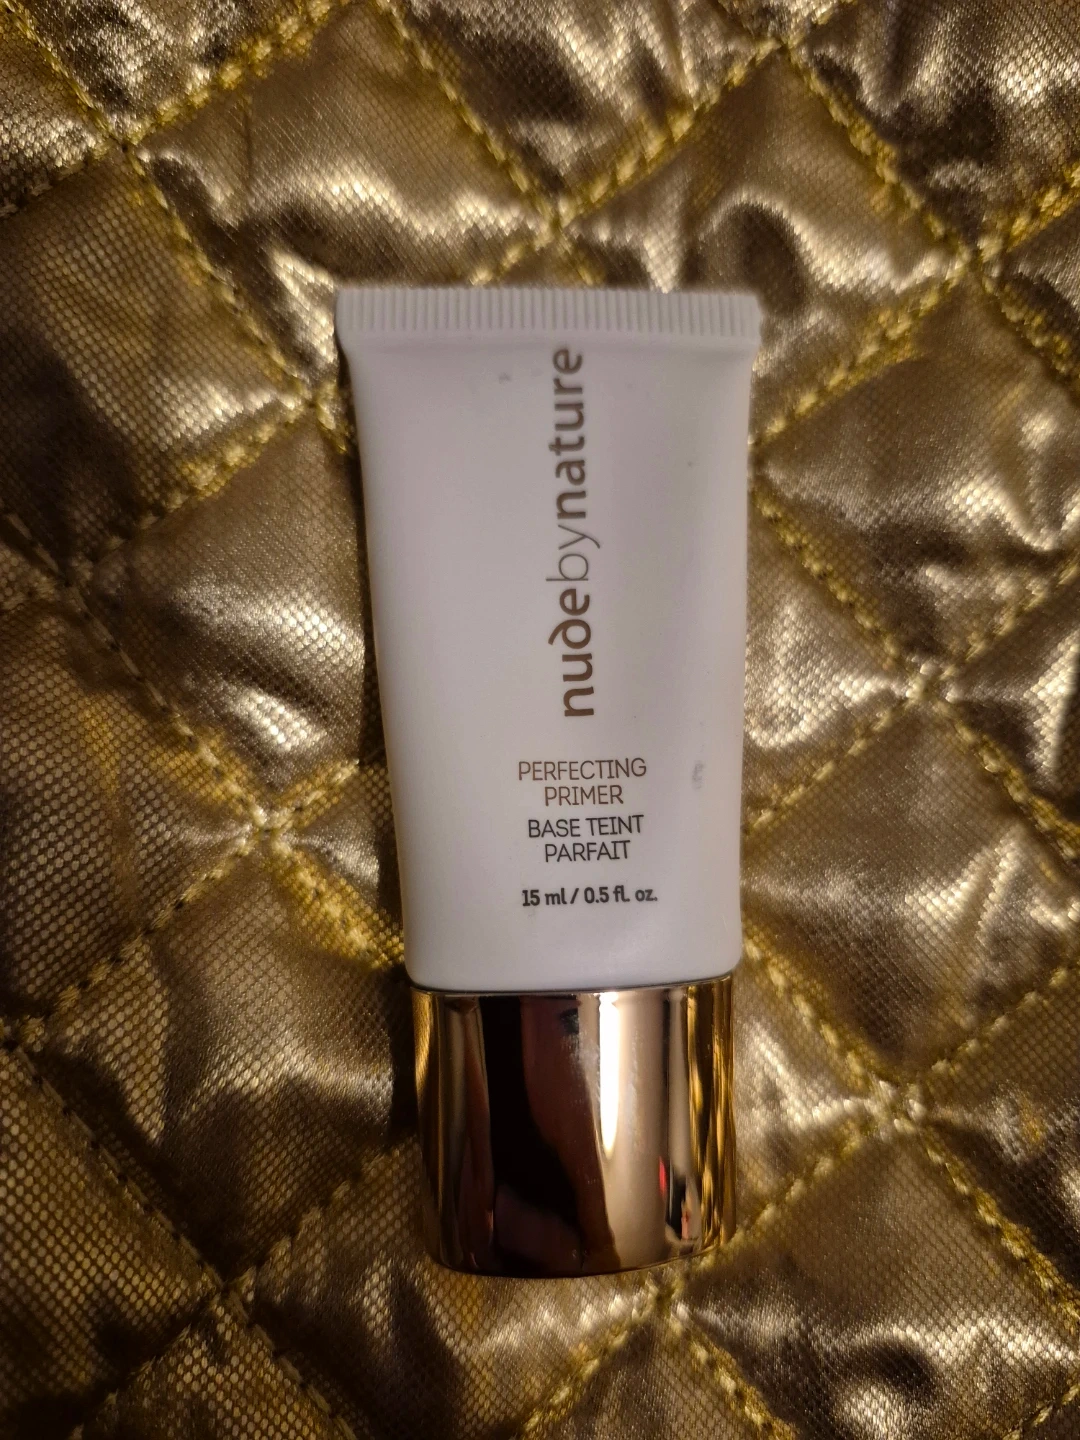 nudebynature
PERFECTING
PRIMER
BASE TEINT
PARFAIT
15 ml / 0.5 fl. oz.